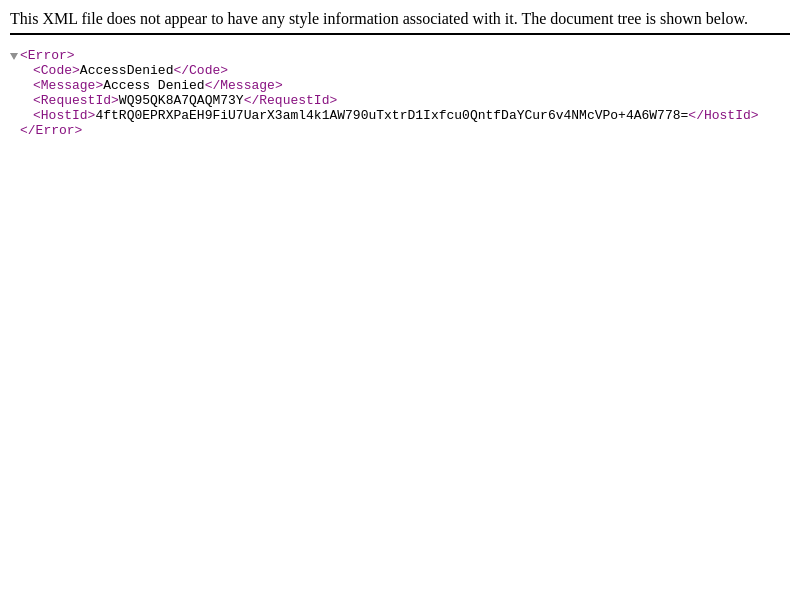 This XML file does not appear to have any style information associated with it. The document tree is shown below.
<Error>
<Code>AccessDenied</Code>
<Message>Access Denied</Message>
<RequestId>WQ95QK8A7QAQM73Y</RequestId>
<HostId>4ftRQ0EPRXPaEH9FiU7UarX3aml4k1AW790uTxtrD1Ixfcu0QntfDaYCur6v4NMcVPo+4A6W778=</HostId>
</Error>